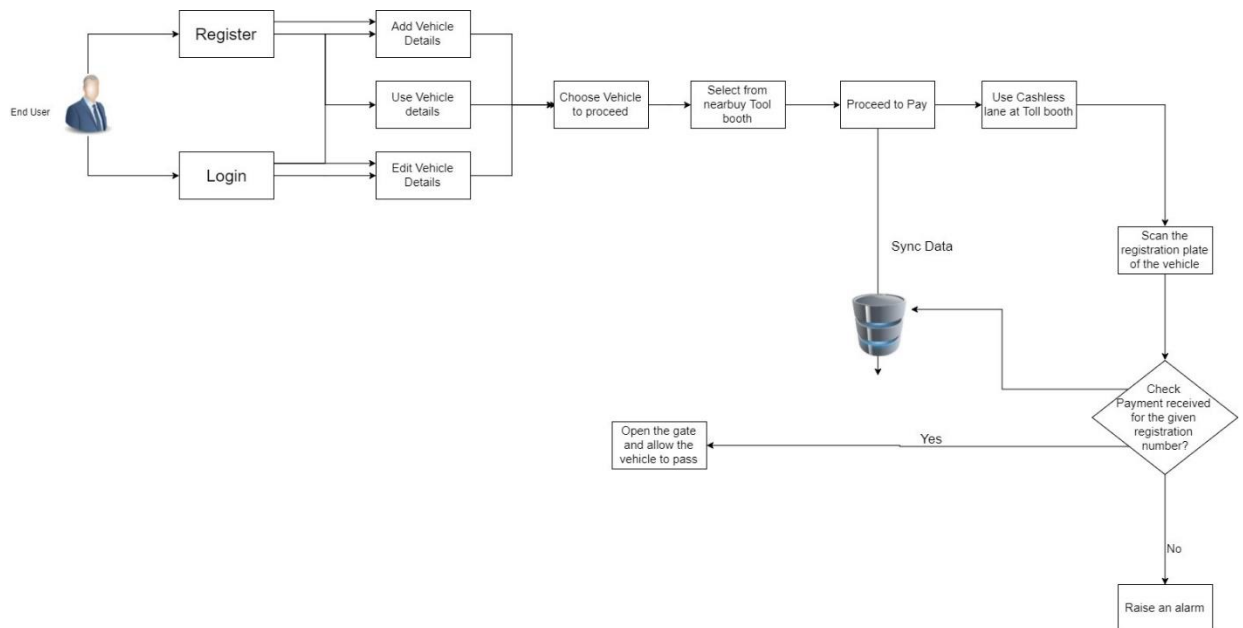 Register
Add Vehicle
Details
End User
Use Vehicle
details
Choose Vehicle
to proceed
Select from
nearbuy Tool
booth
Proceed to Pay
Use Cashless
lane at Toll booth
Login
Edit Vehicle
Details
Sync Data
Scan the
registration plate
of the vehicle
Check
Payment received
for the given
registration
number?
Yes
Open the gate
and allow the
vehicle to pass
No
Raise an alarm